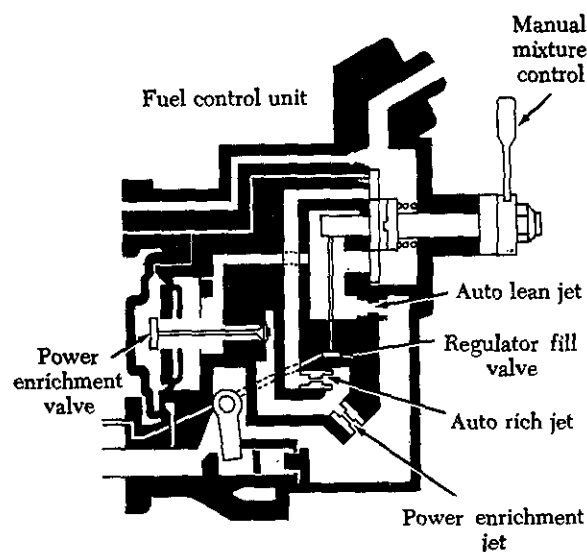 Manual
mixture
control
Fuel control unit
Auto lean jet
Regulator fill
valve
Power
enrichment
valve
Auto rich jet
Power enrichment
jet